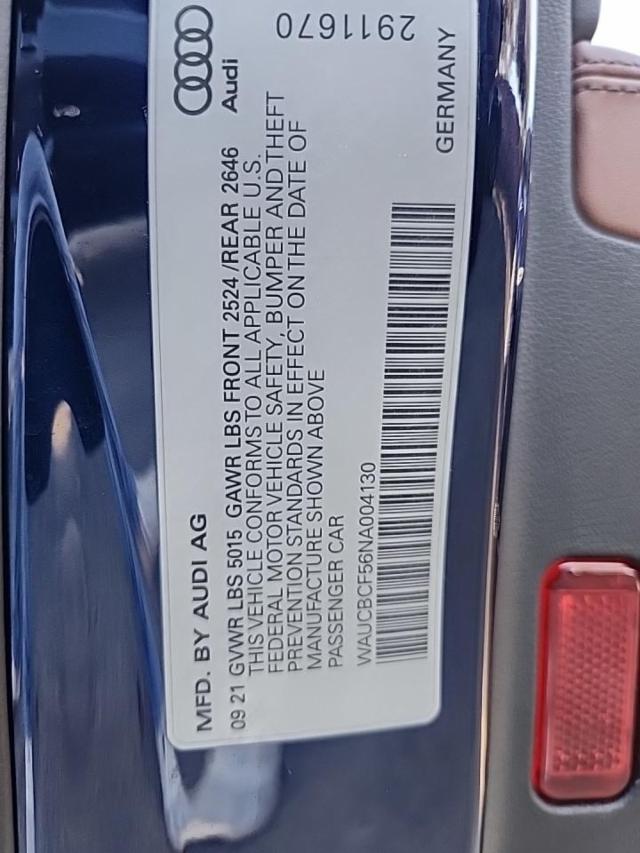 MFD. BY AUDI AG
09 21 GVWR LBS 5015 GAWR LBS FRONT 2524 /REAR 2646
THIS VEHICLE CONFORMS TO ALL APPLICABLE U.S.
FEDERAL MOTOR VEHICLE SAFETY, BUMPER AND THEFT
PREVENTION STANDARDS IN EFFECT ON THE DATE OF
MANUFACTURE SHOWN ABOVE
PASSENGER CAR
WAUCBCF56NA004130
Audi
GERMANY
2911670